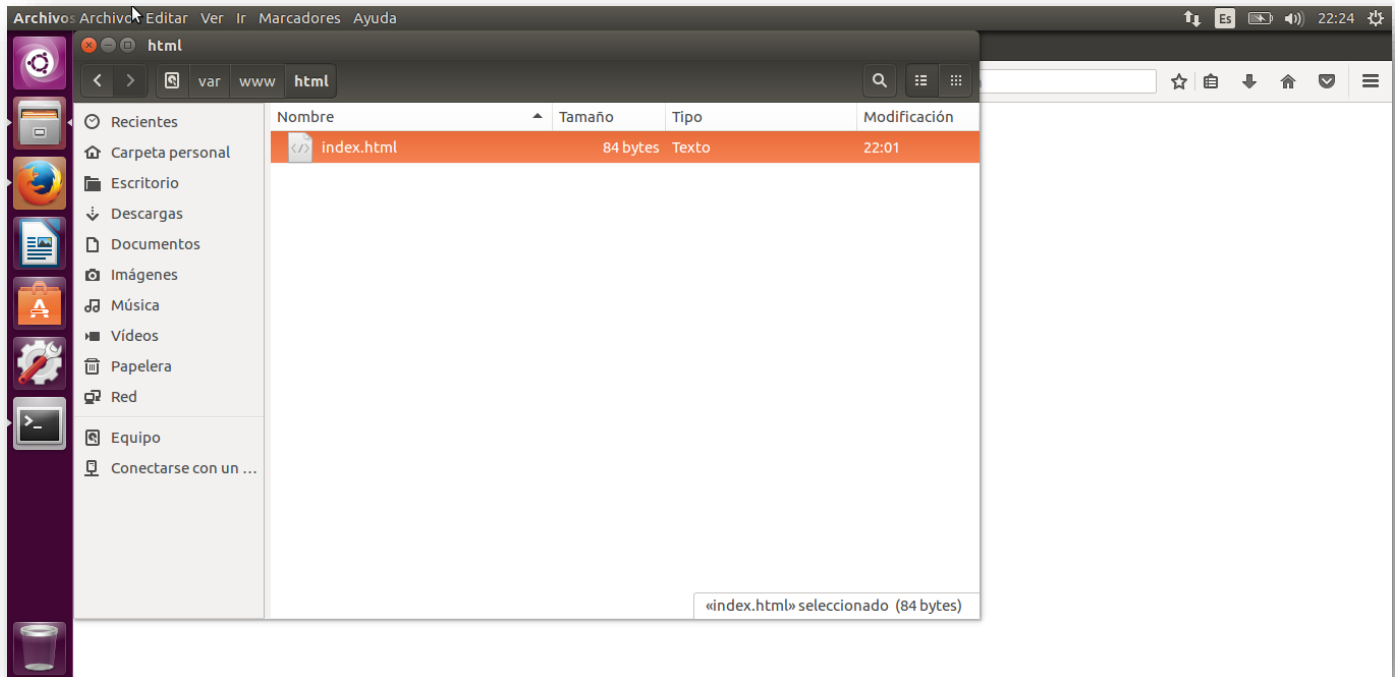 Archivos Archivo Editar Ver Ir Marcadores Ayuda Es 22:24
html
var www html
Nombre Tamaño Tipo Modificación
index.html 84 bytes Texto 22:01
Recientes
Carpeta personal
Escritorio
Descargas
Documentos
Imágenes
Música
Vídeos
Papelera
Red
Equipo
Conectarse con un ...
«index.html» seleccionado (84 bytes)